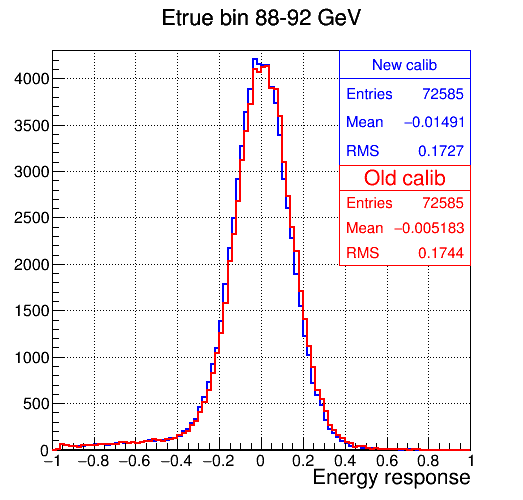 Etrue bin 88-92 GeV
New calib
Entries 72585
Mean −0.01491
RMS 0.1727
Old calib
Entries 72585
Mean −0.005183
RMS 0.1744
4000
3500
3000
2500
2000
1500
1000
500
0
−1 −0.8 −0.6 −0.4 −0.2 0 0.2 0.4 0.6 0.8 1
Energy response